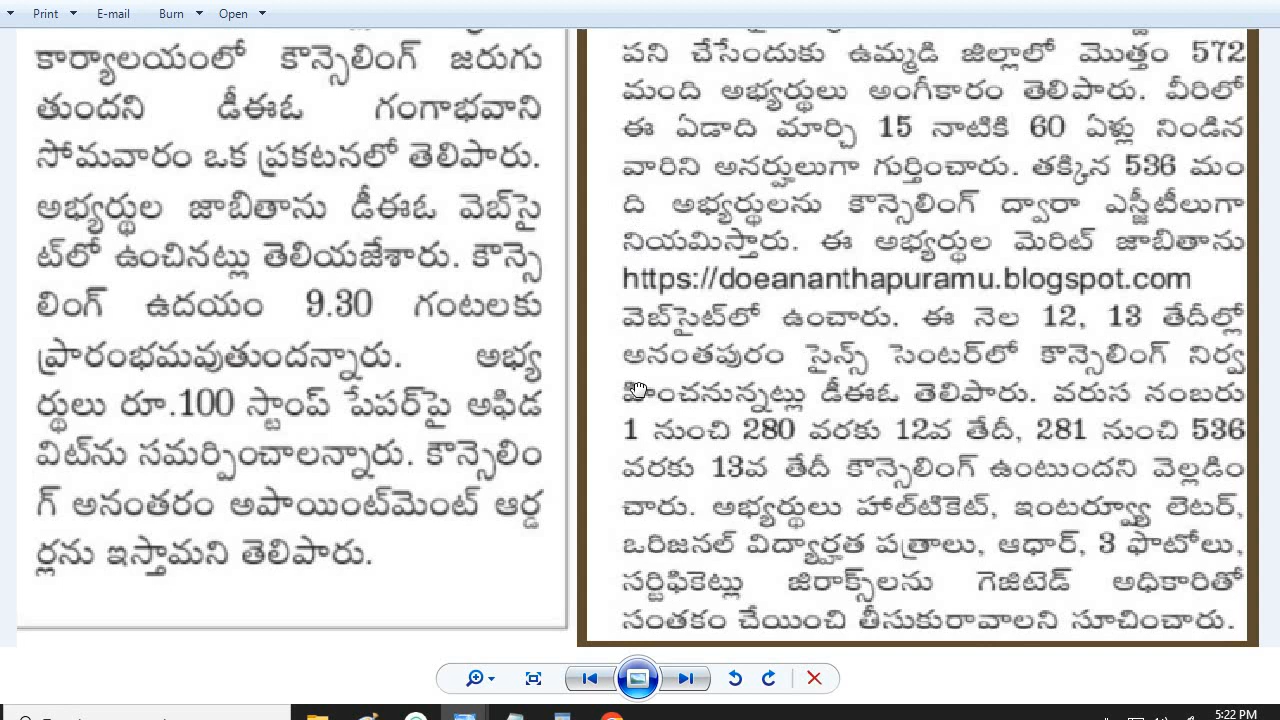 Print
E-mail
Burn
Open
కార్యాలయంలో కౌన్సెలింగ్ జరుగు
తుందని డీఈఓ గంగాభవాని
సోమవారం ఒక ప్రకటనలో తెలిపారు.
అభ్యర్థుల జాబితాను డీఈఓ వెబ్‌సై
ట్‌లో ఉంచినట్లు తెలియజేశారు. కౌన్సె
లింగ్ ఉదయం 9.30 గంటలకు
ప్రారంభమవుతుందన్నారు. అభ్య
ర్థులు రూ.100 స్టాంప్ పేపర్‌పై అఫిడ
విట్‌ను సమర్పించాలన్నారు. కౌన్సెలిం
గ్ అనంతరం అపాయింట్‌మెంట్ ఆర్డ
ర్లను ఇస్తామని తెలిపారు.
పని చేసేందుకు ఉమ్మడి జిల్లాలో మొత్తం 572
మంది అభ్యర్థులు అంగీకారం తెలిపారు. వీరిలో
ఈ ఏడాది మార్చి 15 నాటికి 60 ఏళ్లు నిండిన
వారిని అనర్హులుగా గుర్తించారు. తక్కిన 536 మం
ది అభ్యర్థులను కౌన్సెలింగ్ ద్వారా ఎస్జీటీలుగా
నియమిస్తారు. ఈ అభ్యర్థుల మెరిట్ జాబితాను
https://doeananthapuramu.blogspot.com
వెబ్‌సైట్‌లో ఉంచారు. ఈ నెల 12, 13 తేదీల్లో
అనంతపురం సైన్స్ సెంటర్‌లో కౌన్సెలింగ్ నిర్వ
హించనున్నట్లు డీఈఓ తెలిపారు. వరుస నంబరు
1 నుంచి 280 వరకు 12వ తేదీ, 281 నుంచి 536
వరకు 13వ తేదీ కౌన్సెలింగ్ ఉంటుందని వెల్లడిం
చారు. అభ్యర్థులు హాల్‌టికెట్, ఇంటర్వ్యూ లెటర్,
ఒరిజనల్ విద్యార్హత పత్రాలు, ఆధార్, 3 ఫొటోలు,
సర్టిఫికెట్లు జిరాక్స్‌లను గెజిటెడ్ అధికారితో
సంతకం చేయించి తీసుకురావాలని సూచించారు.
5:22 PM